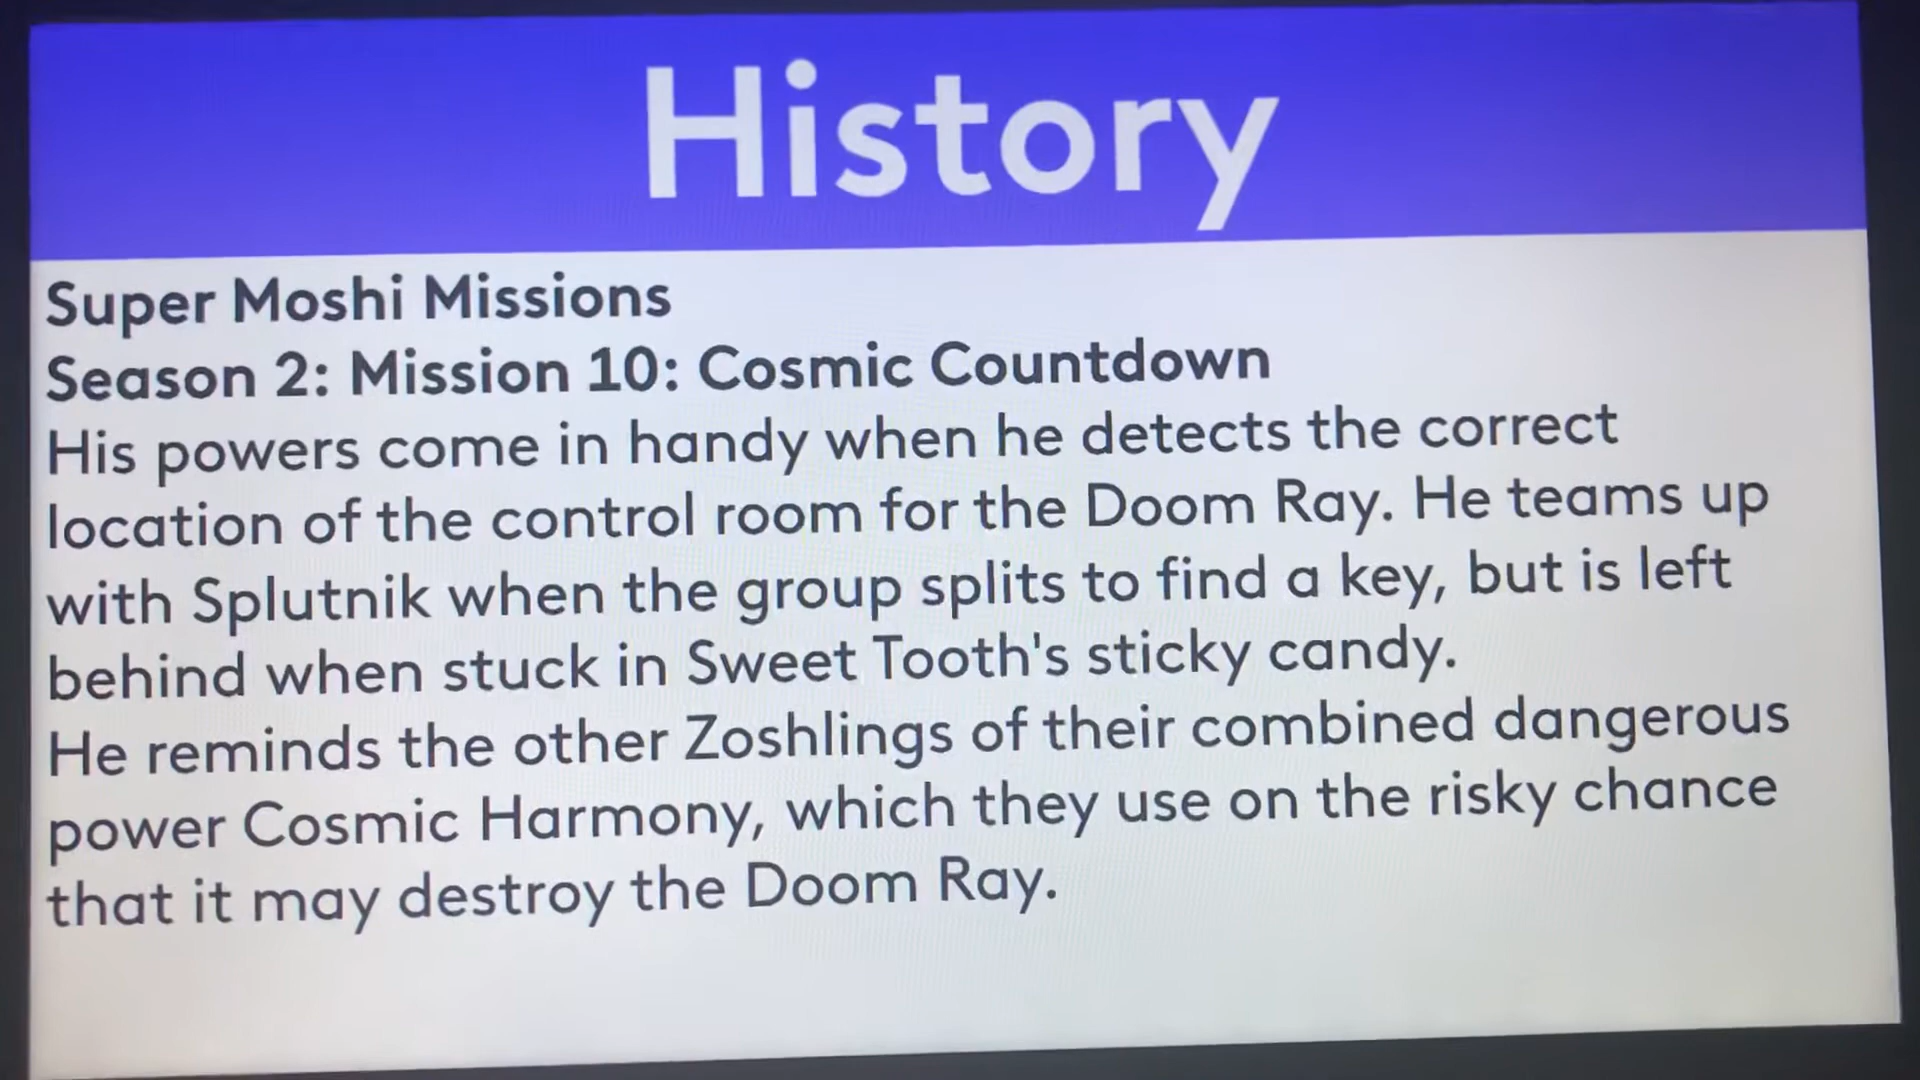 History
Super Moshi Missions
Season 2: Mission 10: Cosmic Countdown
His powers come in handy when he detects the correct
location of the control room for the Doom Ray. He teams up
with Splutnik when the group splits to find a key, but is left
behind when stuck in Sweet Tooth's sticky candy.
He reminds the other Zoshlings of their combined dangerous
power Cosmic Harmony, which they use on the risky chance
that it may destroy the Doom Ray.